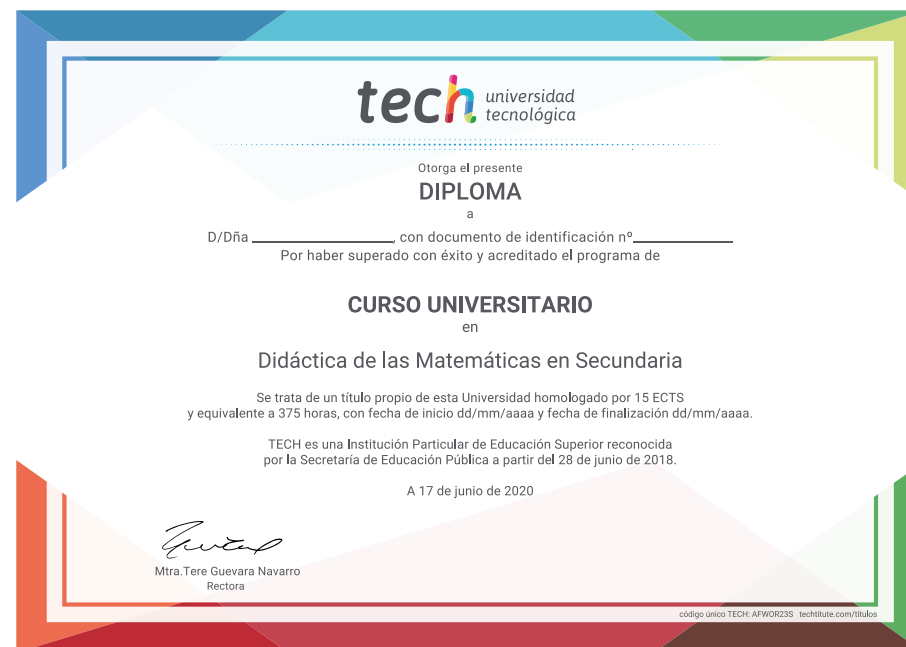 tech universidad
tecnológica
Otorga el presente
DIPLOMA
a
D/Dña ____________________, con documento de identificación nº______________
Por haber superado con éxito y acreditado el programa de
CURSO UNIVERSITARIO
en
Didáctica de las Matemáticas en Secundaria
Se trata de un título propio de esta Universidad homologado por 15 ECTS
y equivalente a 375 horas, con fecha de inicio dd/mm/aaaa y fecha de finalización dd/mm/aaaa.
TECH es una Institución Particular de Educación Superior reconocida
por la Secretaría de Educación Pública a partir del 28 de junio de 2018.
A 17 de junio de 2020
Mtra.Tere Guevara Navarro
Rectora
código único TECH: AFWOR23S techtitute.com/titulos